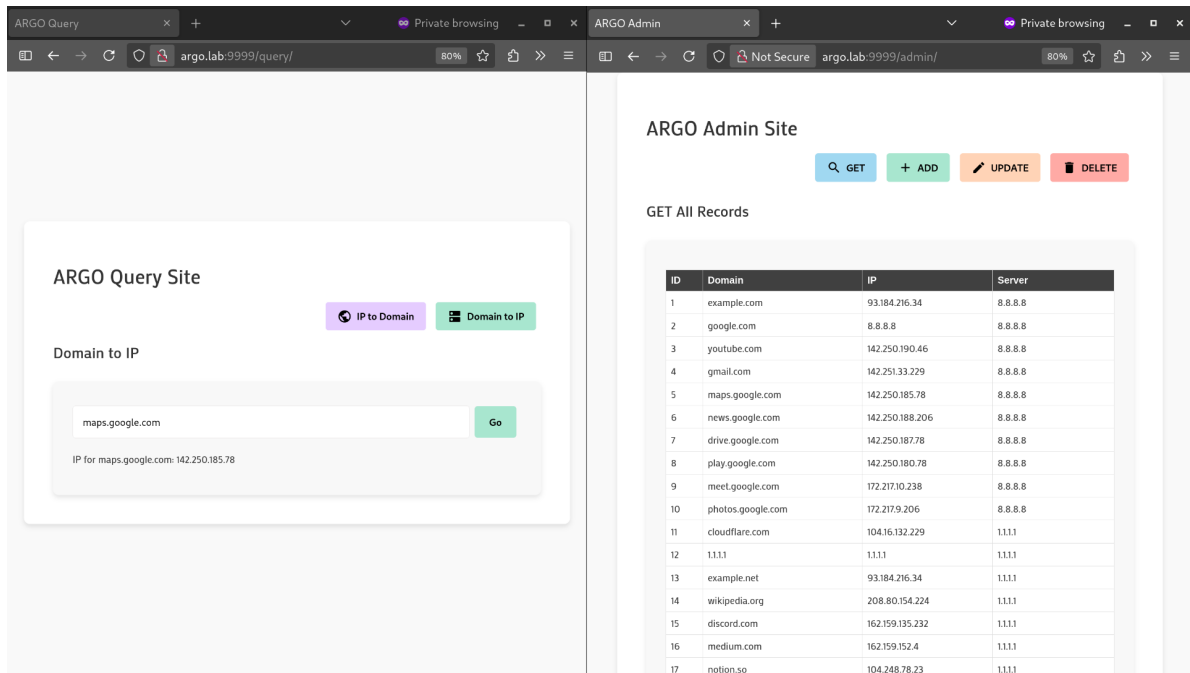 ARGO Query
Private browsing
argo.lab:9999/query/
80%
ARGO Query Site
IP to Domain
Domain to IP
Domain to IP
maps.google.com
Go
IP for maps.google.com: 142.250.185.78
ARGO Admin
Private browsing
Not Secure argo.lab:9999/admin/
80%
ARGO Admin Site
GET
ADD
UPDATE
DELETE
GET All Records
ID Domain IP Server
1 example.com 93.184.216.34 8.8.8.8
2 google.com 8.8.8.8 8.8.8.8
3 youtube.com 142.250.190.46 8.8.8.8
4 gmail.com 142.251.33.229 8.8.8.8
5 maps.google.com 142.250.185.78 8.8.8.8
6 news.google.com 142.250.188.206 8.8.8.8
7 drive.google.com 142.250.187.78 8.8.8.8
8 play.google.com 142.250.180.78 8.8.8.8
9 meet.google.com 172.217.10.238 8.8.8.8
10 photos.google.com 172.217.9.206 8.8.8.8
11 cloudflare.com 104.16.132.229 1.1.1.1
12 1.1.1.1 1.1.1.1 1.1.1.1
13 example.net 93.184.216.34 1.1.1.1
14 wikipedia.org 208.80.154.224 1.1.1.1
15 discord.com 162.159.135.232 1.1.1.1
16 medium.com 162.159.152.4 1.1.1.1
17 notion.so 104.248.78.23 1.1.1.1